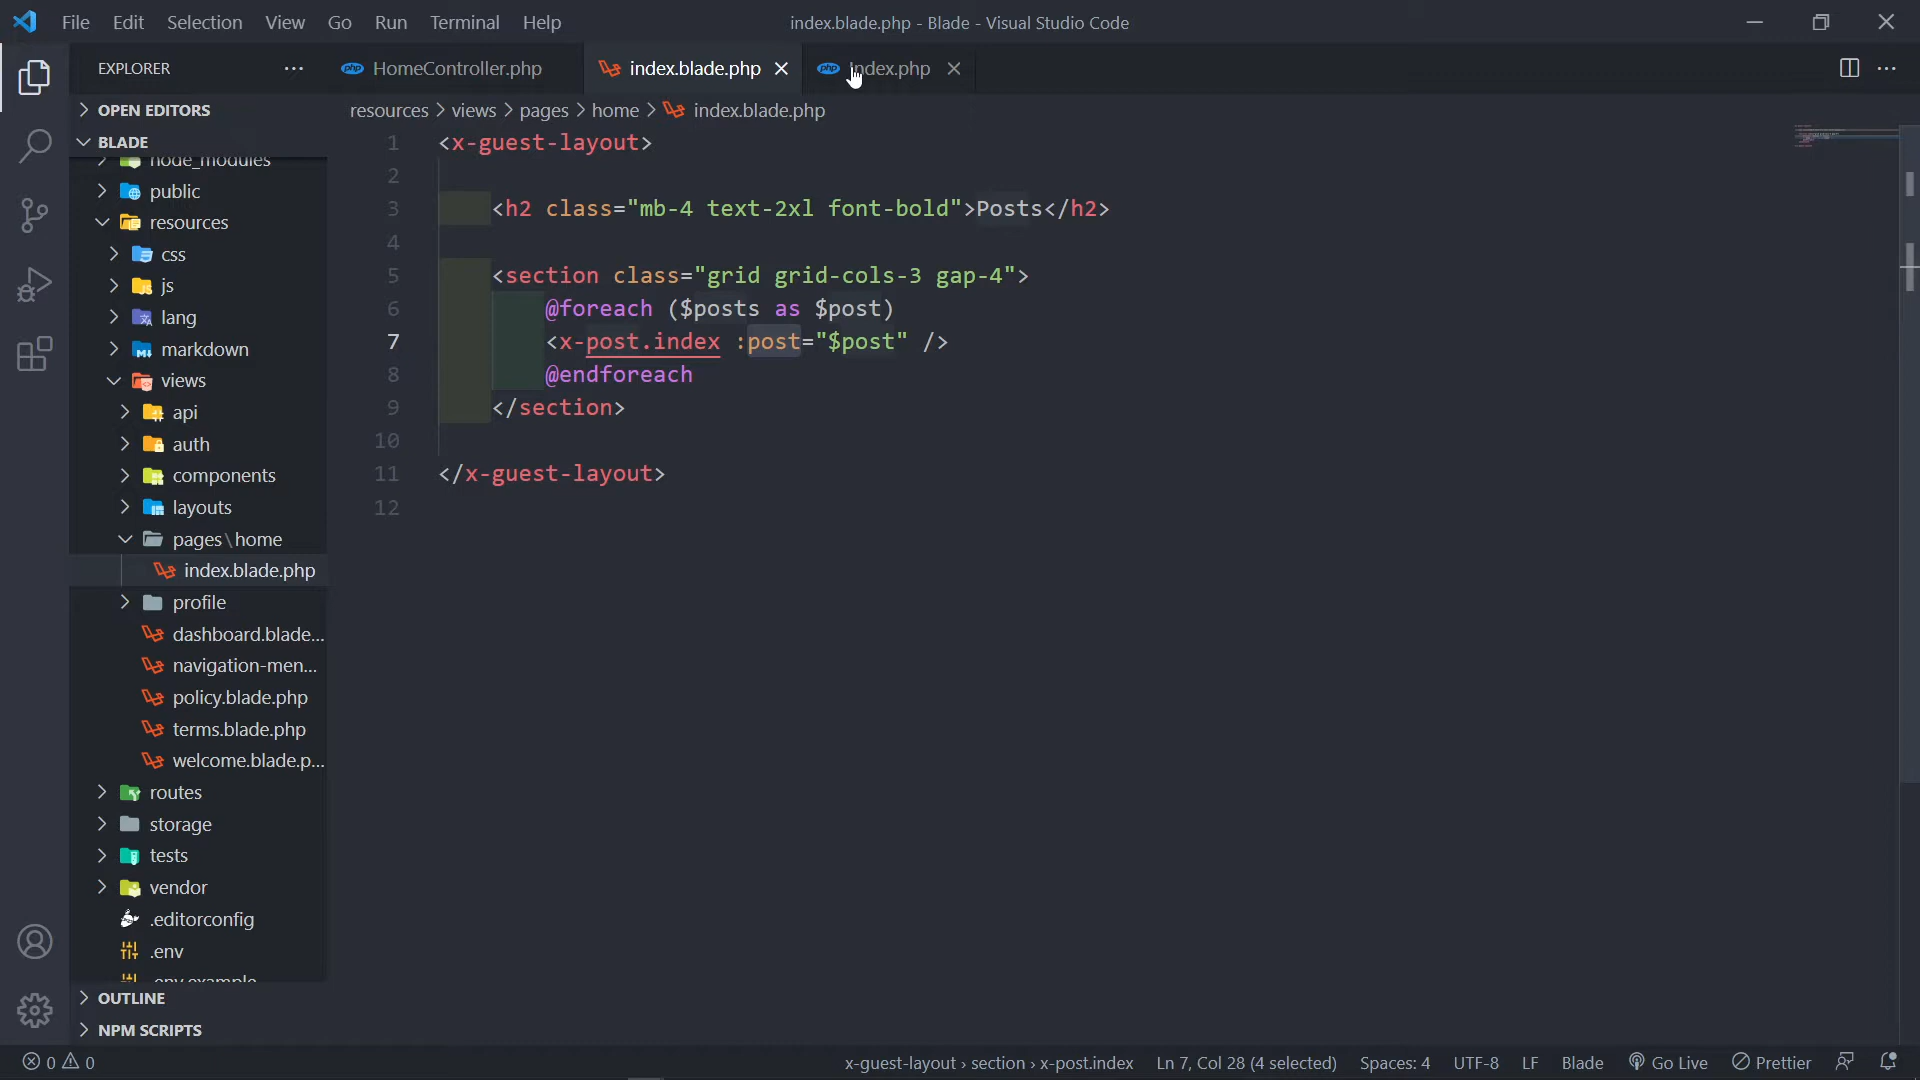 File Edit Selection View Go Run Terminal Help
index.blade.php - Blade - Visual Studio Code
EXPLORER
HomeController.php
index.blade.php
index.php
OPEN EDITORS
BLADE
node_modules
public
resources
css
js
lang
markdown
views
api
auth
components
layouts
pages\home
index.blade.php
profile
dashboard.blade...
navigation-men...
policy.blade.php
terms.blade.php
welcome.blade.p...
routes
storage
tests
vendor
.editorconfig
.env
.env.example
OUTLINE
NPM SCRIPTS
resources > views > pages > home > index.blade.php
1 <x-guest-layout>
2
3 <h2 class="mb-4 text-2xl font-bold">Posts</h2>
4
5 <section class="grid grid-cols-3 gap-4">
6 @foreach ($posts as $post)
7 <x-post.index :post="$post" />
8 @endforeach
9 </section>
10
11 </x-guest-layout>
12
0 0
x-guest-layout › section › x-post.index Ln 7, Col 28 (4 selected) Spaces: 4 UTF-8 LF Blade Go Live Prettier